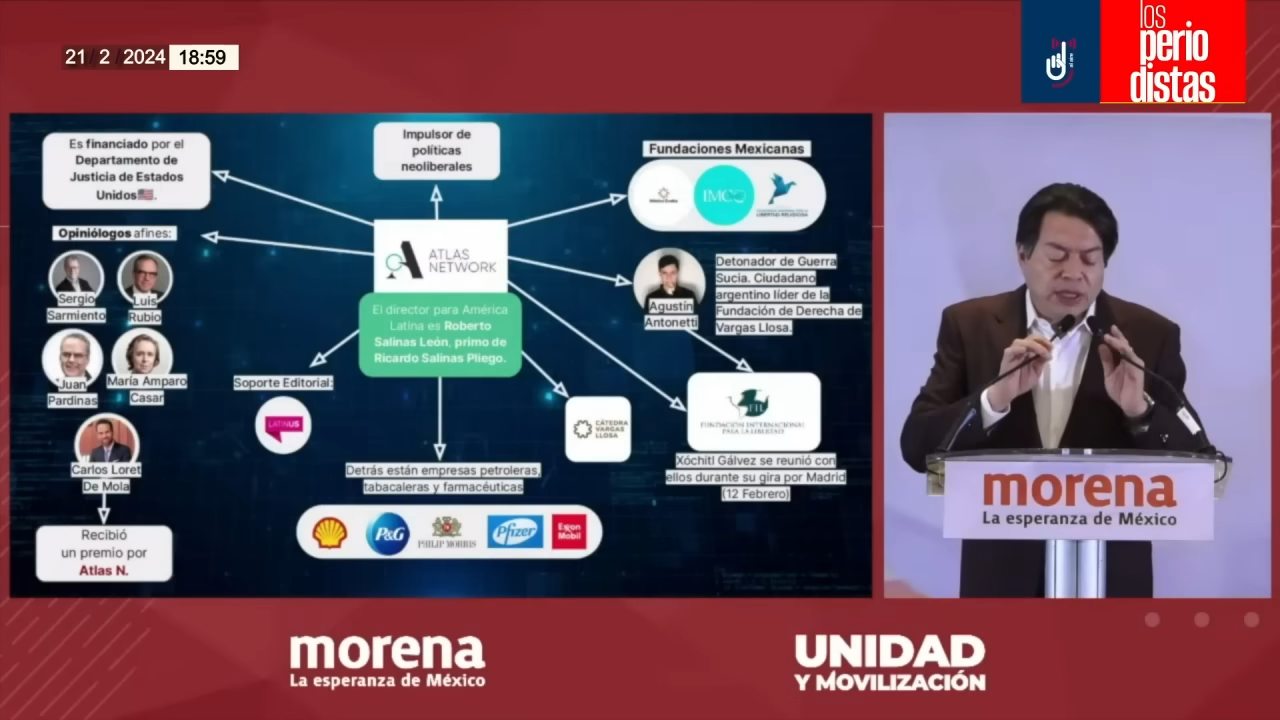 21 / 2 / 2024 18:59
los
perio
distas
Es financiado por el
Departamento de
Justicia de Estados
Unidos
Impulsor de
políticas
neoliberales
Fundaciones Mexicanas
IMCO
LIBERTAD RELIGIOSA
Opiniólogos afines:
ATLAS
NETWORK
Sergio
Sarmiento
Luis
Rubio
Juan
Pardinas
María Amparo
Casar
Carlos Loret
De Mola
Recibió
un premio por
Atlas N.
El director para América
Latina es Roberto
Salinas León, primo de
Ricardo Salinas Pliego.
Soporte Editorial:
LATINUS
Agustín
Antonetti
Detonador de Guerra
Sucia. Ciudadano
argentino líder de la
Fundación de Derecha de
Vargas Llosa.
CÁTEDRA
VARGAS
LLOSA
FIL
FUNDACIÓN INTERNACIONAL
PARA LA LIBERTAD
Xóchitl Gálvez se reunió con
ellos durante su gira por Madrid
(12 Febrero)
Detrás están empresas petroleras,
tabacaleras y farmacéuticas
P&G
PHILIP MORRIS
Pfizer
Exxon
Mobil
morena
La esperanza de México
morena
La esperanza de México
UNIDAD
Y MOVILIZACIÓN